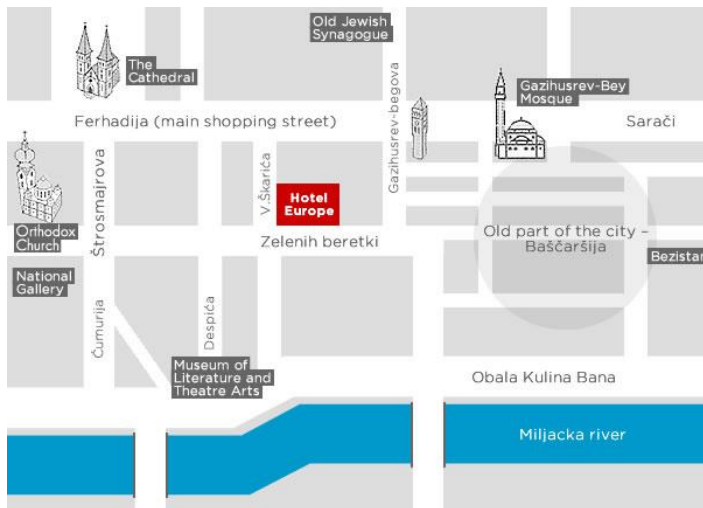 Old Jewish
Synagogue
The
Cathedral
Gazihusrev-Bey
Mosque
Ferhadija (main shopping street)
Gazihusrev-begova
Sarači
Štrosmajrova
V.Škarića
Hotel
Europe
Orthodox
Church
Zelenih beretki
Old part of the city –
Baščaršija
Bezistan
National
Gallery
Ćumurija
Despića
Museum of
Literature and
Theatre Arts
Obala Kulina Bana
Miljacka river